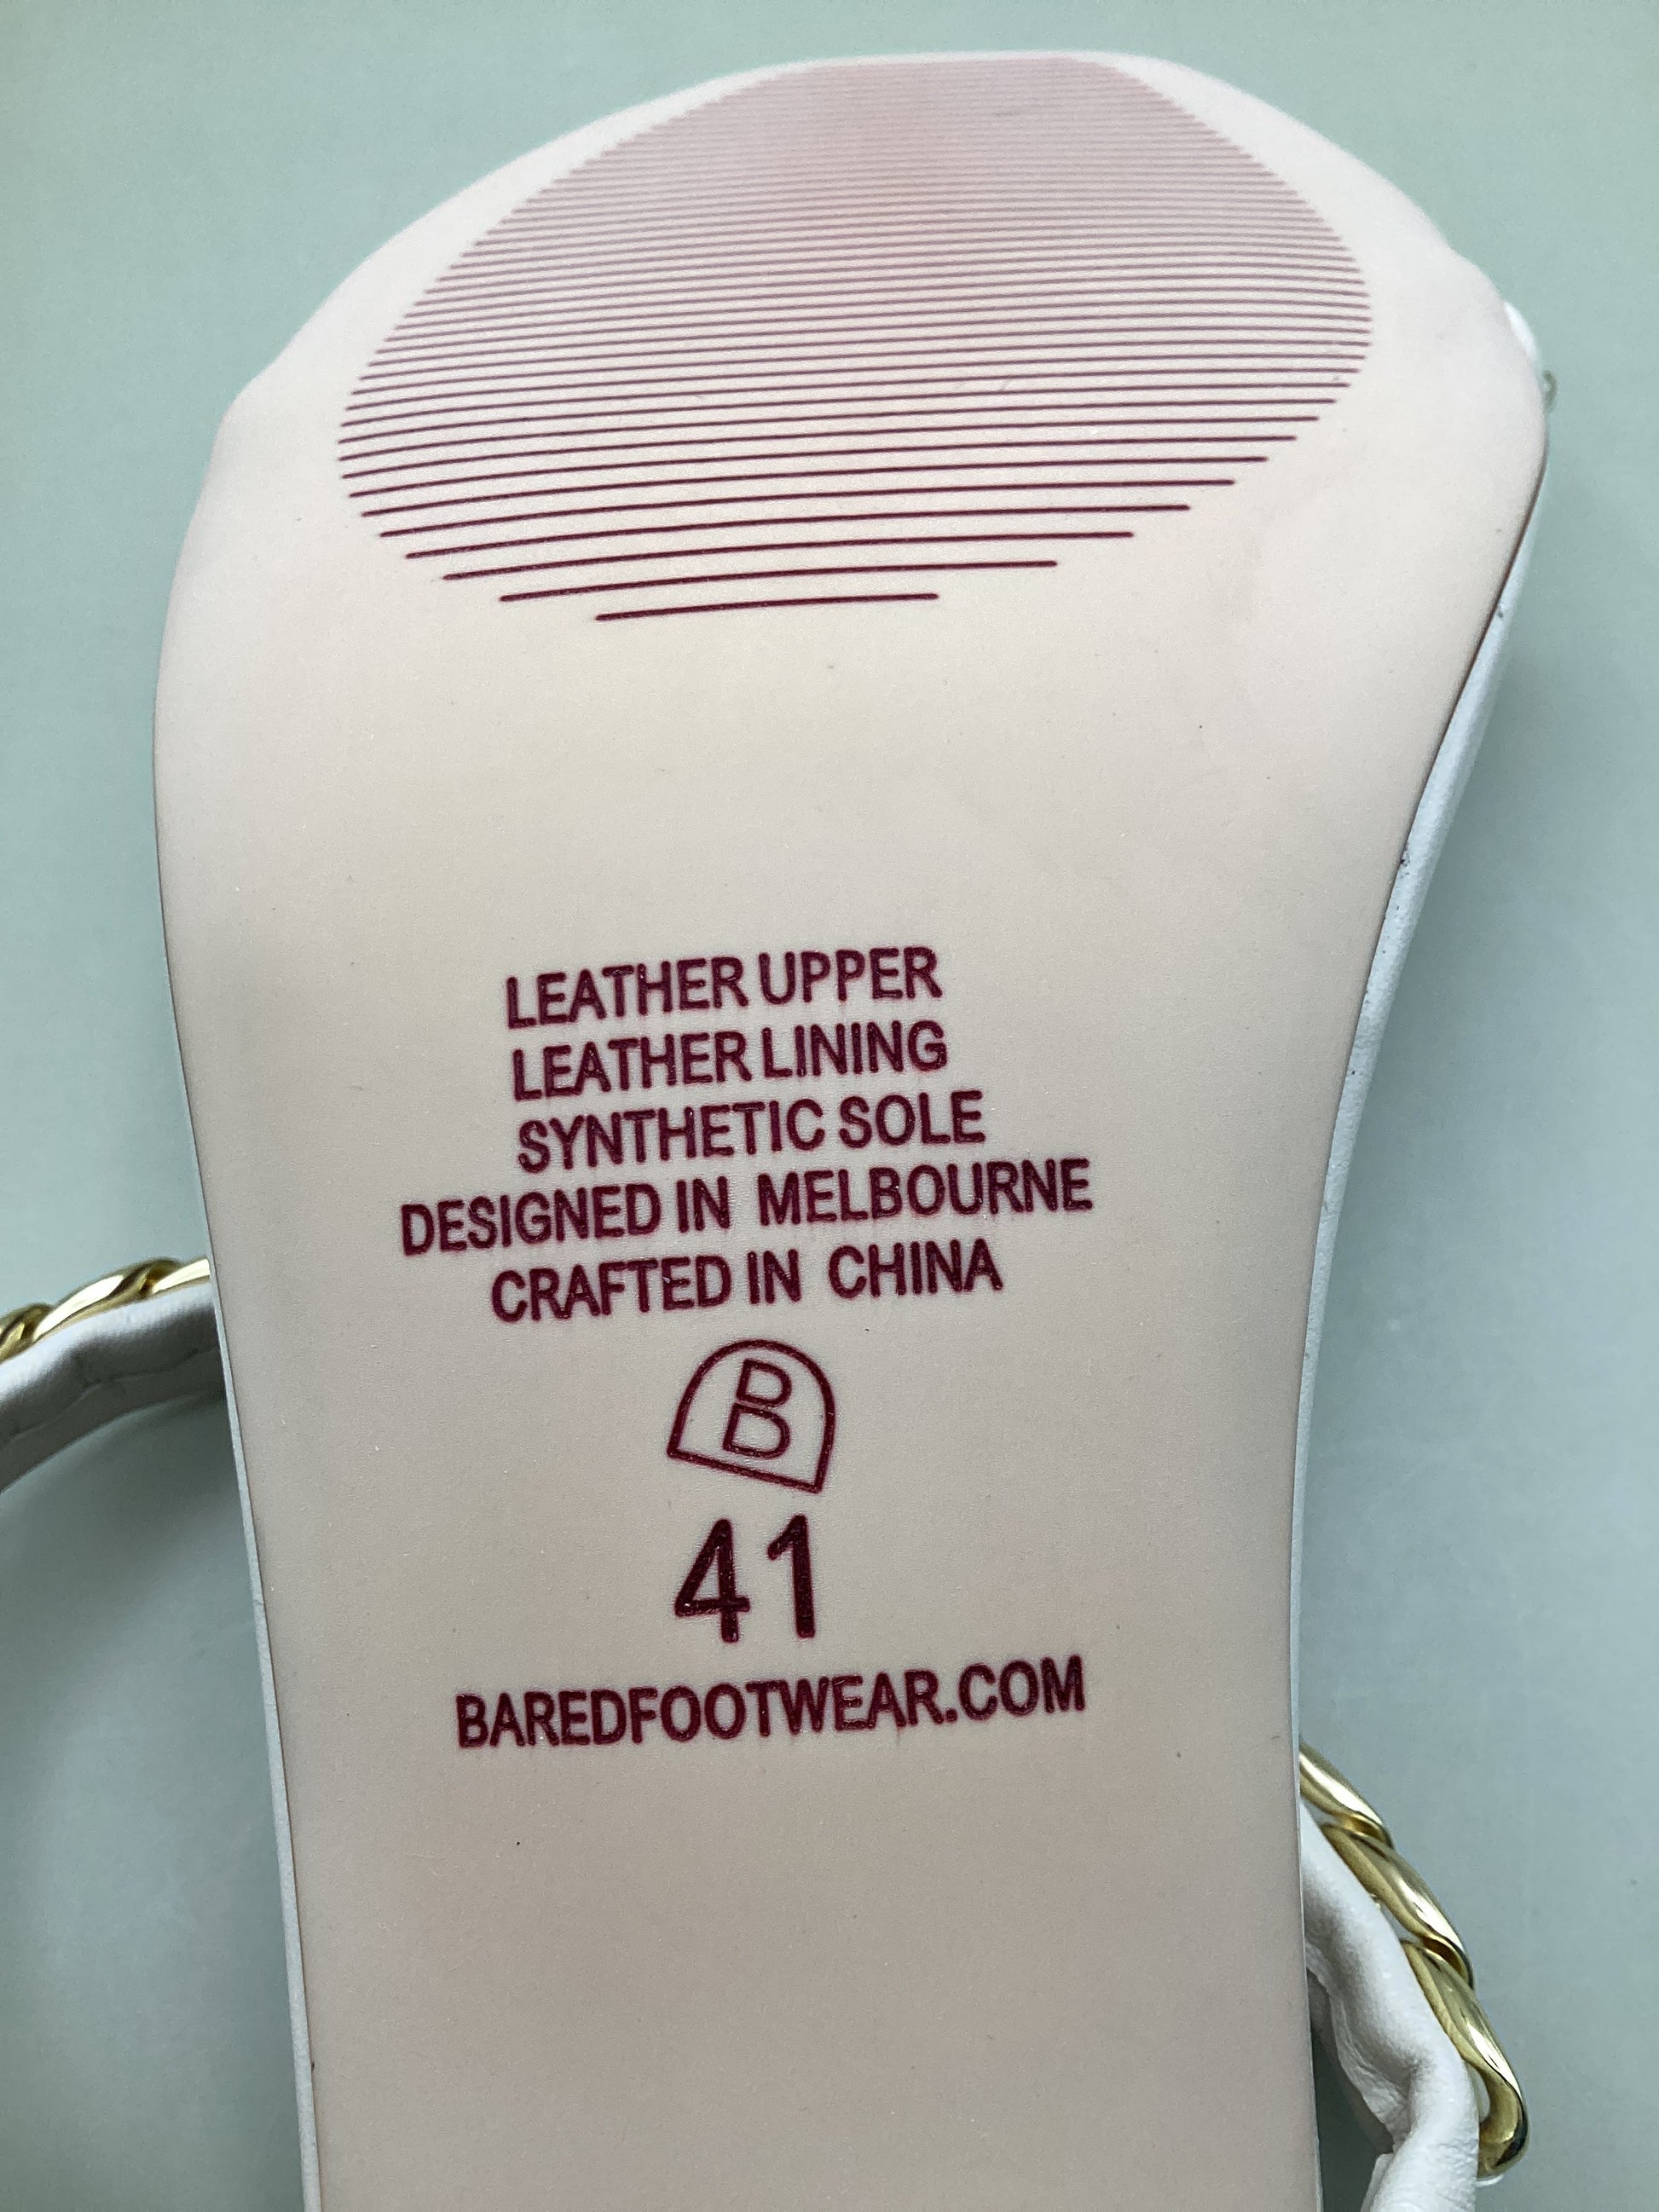 LEATHER UPPER
LEATHER LINING
SYNTHETIC SOLE
DESIGNED IN MELBOURNE
CRAFTED IN CHINA
B
41
BAREDFOOTWEAR.COM